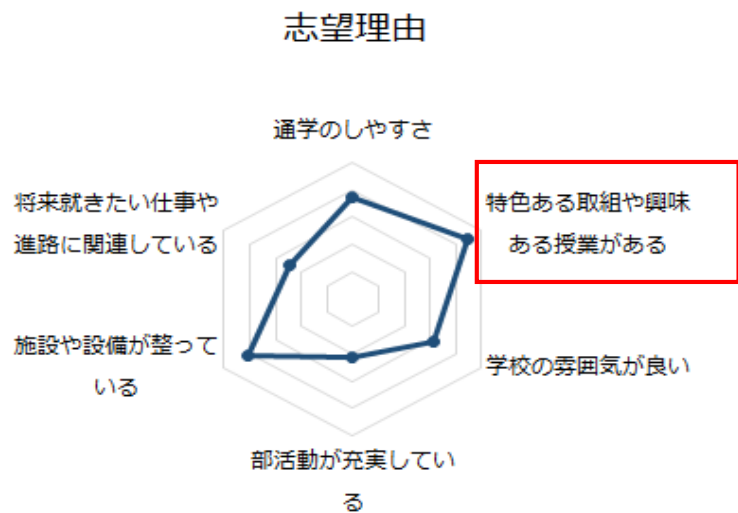 志望理由
通学のしやすさ
特色ある取組や興味
ある授業がある
学校の雰囲気が良い
部活動が充実してい
る
施設や設備が整って
いる
将来就きたい仕事や
進路に関連している